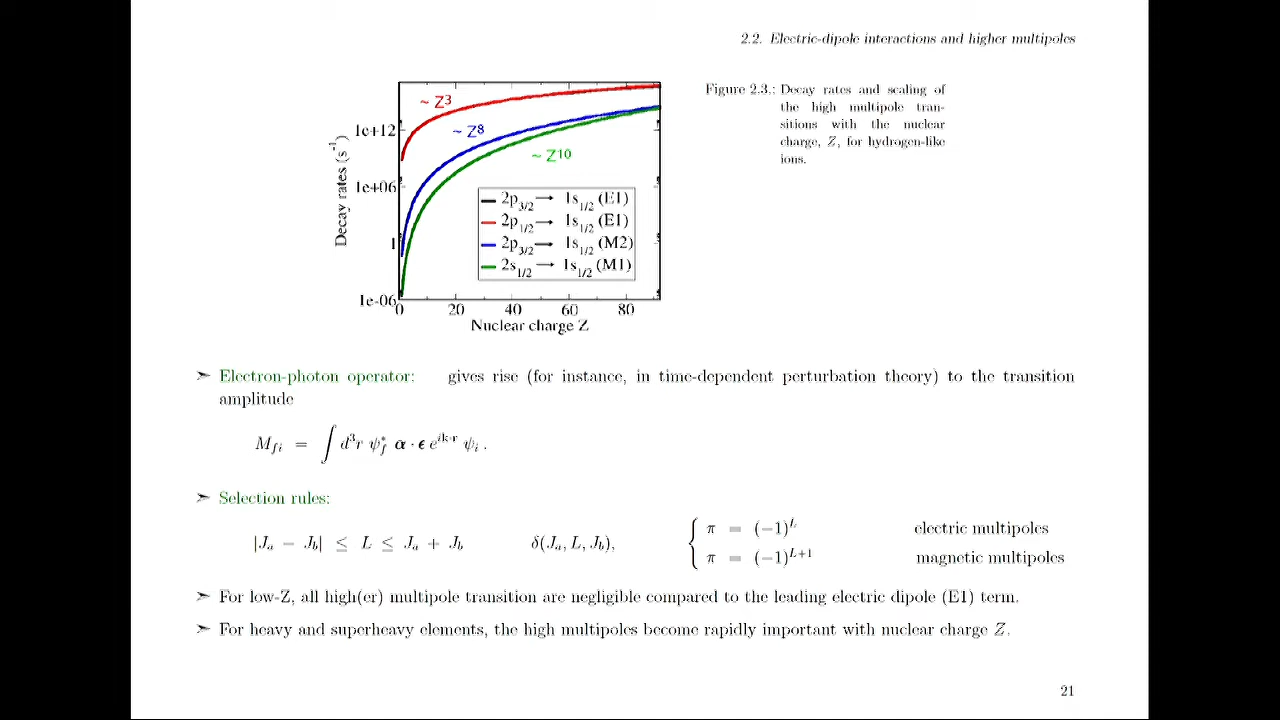 2.2. Electric-dipole interactions and higher multipoles
~ Z3
~ Z8
~ Z10
1e+12
1e+06
1
1e-06
Decay rates (s⁻¹)
2p3/2 → 1s1/2 (E1)
2p1/2 → 1s1/2 (E1)
2p3/2 → 1s1/2 (M2)
2s1/2 → 1s1/2 (M1)
0 20 40 60 80
Nuclear charge Z
Figure 2.3.: Decay rates and scaling of
the high multipole tran-
sitions with the nuclear
charge, Z, for hydrogen-like
ions.
➣ Electron-photon operator: gives rise (for instance, in time-dependent perturbation theory) to the transition
amplitude
M_fi = ∫ d³r ψ_f* α · ϵ e^{ik·r} ψ_i .
➣ Selection rules:
|J_a − J_b| ≤ L ≤ J_a + J_b δ(J_a, L, J_b), { π = (−1)^L electric multipoles
π = (−1)^{L+1} magnetic multipoles
➣ For low-Z, all high(er) multipole transition are negligible compared to the leading electric dipole (E1) term.
➣ For heavy and superheavy elements, the high multipoles become rapidly important with nuclear charge Z.
21